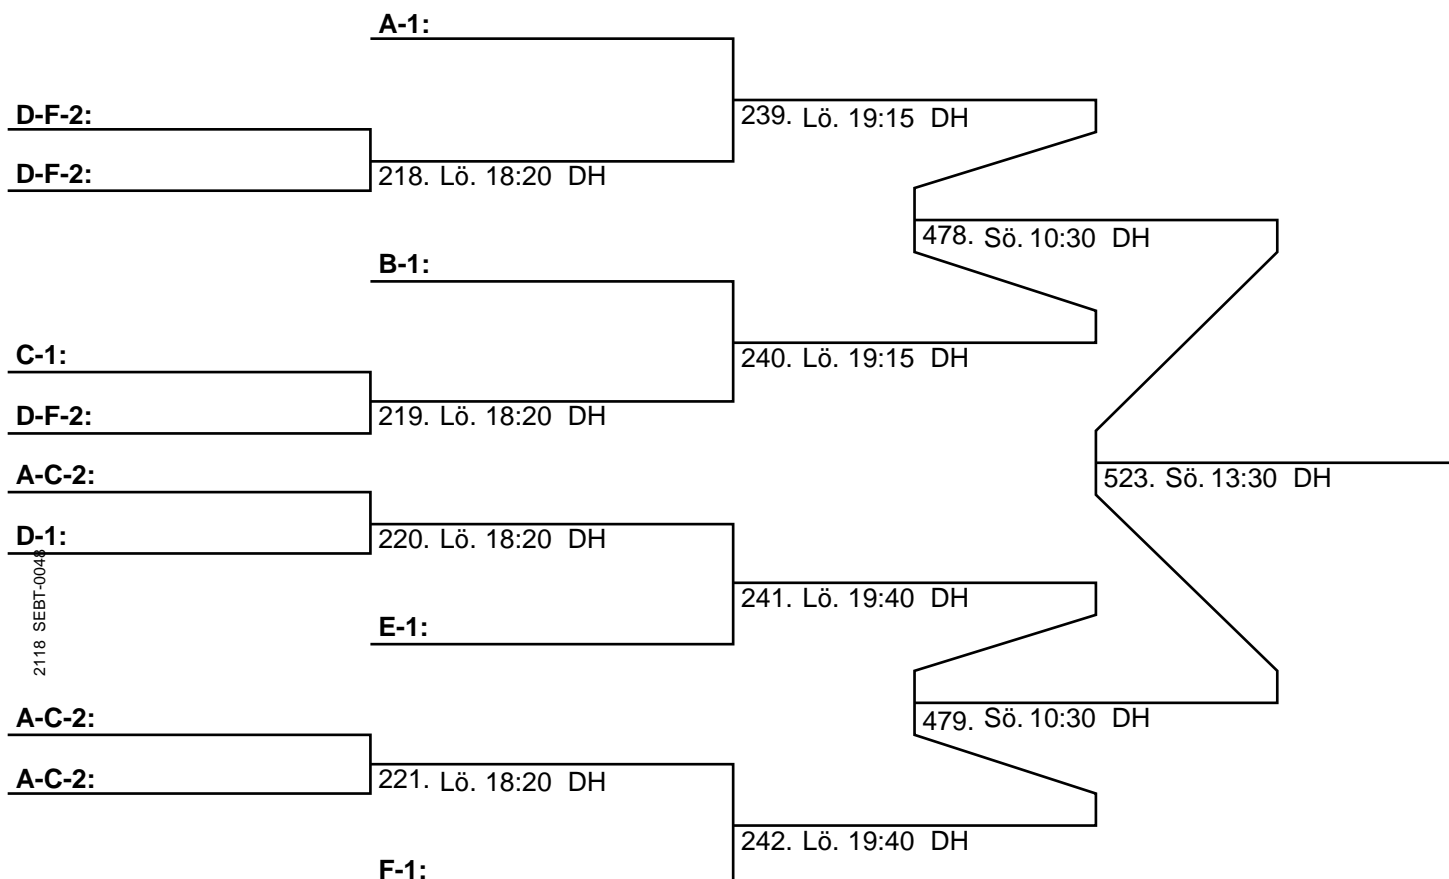 A-1:
D-F-2:
239. Lö. 19:15 DH
D-F-2:
218. Lö. 18:20 DH
478. Sö. 10:30 DH
B-1:
C-1:
240. Lö. 19:15 DH
D-F-2:
219. Lö. 18:20 DH
A-C-2:
523. Sö. 13:30 DH
D-1:
220. Lö. 18:20 DH
2118 SEBT-0048
241. Lö. 19:40 DH
E-1:
A-C-2:
479. Sö. 10:30 DH
A-C-2:
221. Lö. 18:20 DH
242. Lö. 19:40 DH
F-1: